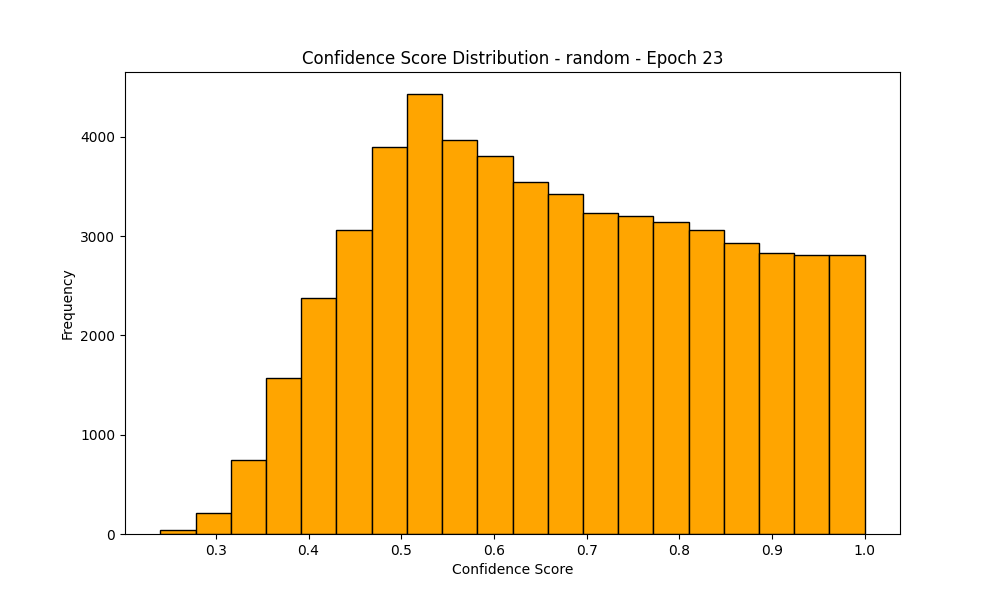 Confidence Score Distribution - random - Epoch 23
Frequency
4000
3000
2000
1000
0
0.3 0.4 0.5 0.6 0.7 0.8 0.9 1.0
Confidence Score